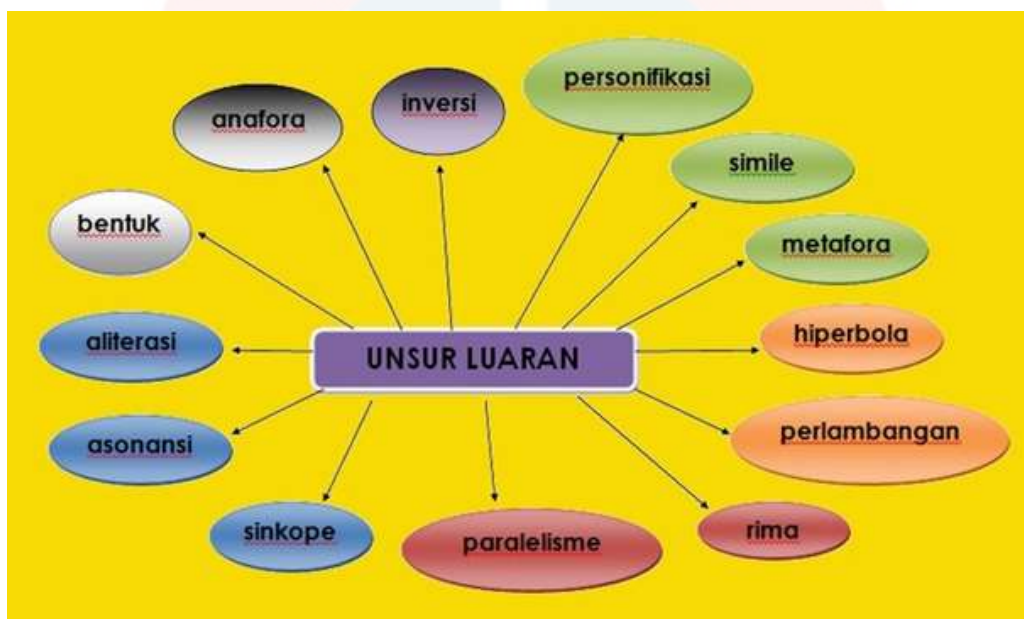 personifikasi
inversi
anafora
simile
bentuk
metafora
hiperbola
aliterasi
UNSUR LUARAN
perlambangan
asonansi
sinkope
paralelisme
rima